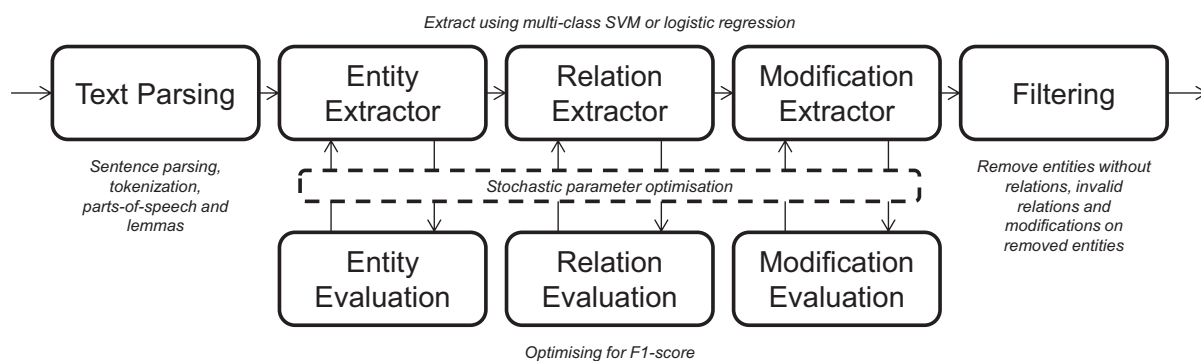 Extract using multi-class SVM or logistic regression
Text Parsing
Entity
Extractor
Relation
Extractor
Modification
Extractor
Filtering
Sentence parsing,
tokenization,
parts-of-speech and
lemmas
Stochastic parameter optimisation
Remove entities without
relations, invalid
relations and
modifications on
removed entities
Entity
Evaluation
Relation
Evaluation
Modification
Evaluation
Optimising for F1-score